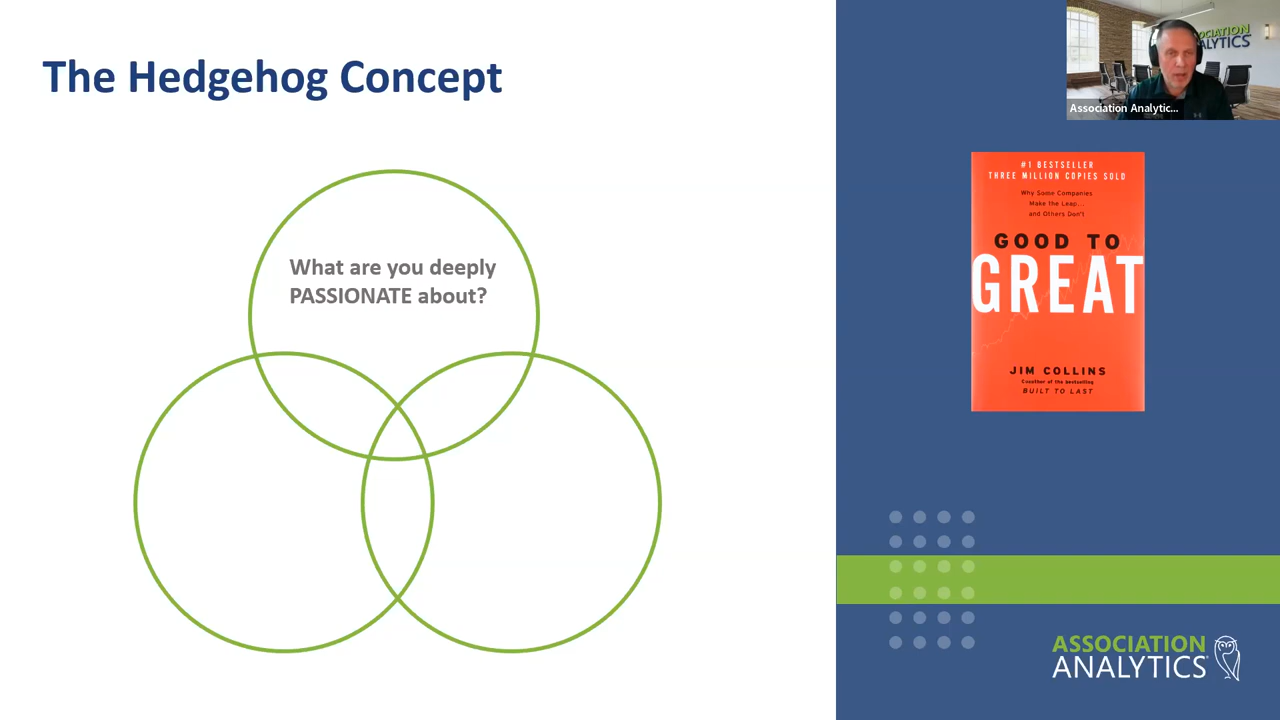 The Hedgehog Concept
What are you deeply
PASSIONATE about?
ASSOCIATION
ANALYTICS
Association Analytic...
#1 BESTSELLER
THREE MILLION COPIES SOLD
Why Some Companies
Make the Leap...
and Others Don't
GOOD TO
GREAT
JIM COLLINS
Coauthor of the bestselling
BUILT TO LAST
ASSOCIATION
ANALYTICS®